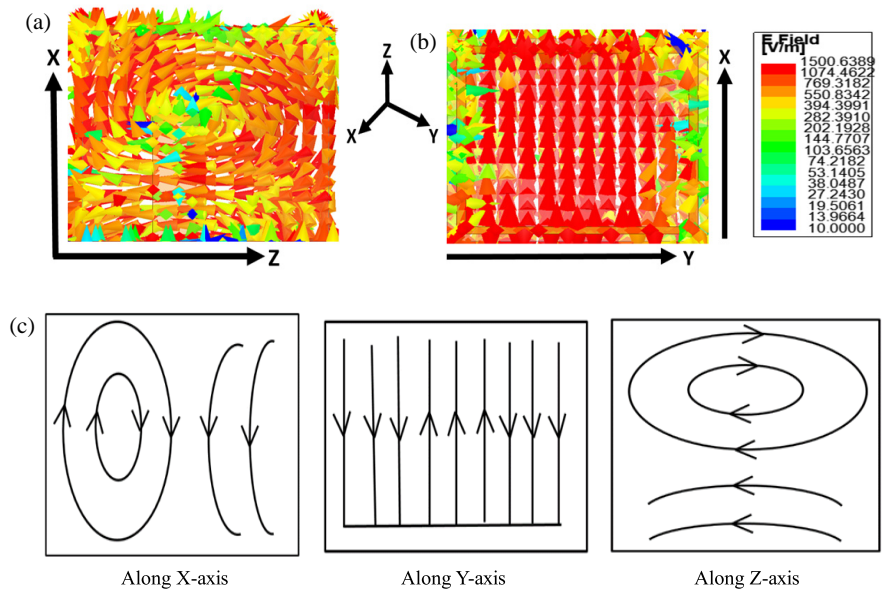 (a)
X
Z
Z
X
Y
(b)
X
Y
E Field
[V/m]
1500.6389
1074.4622
769.3182
550.8342
394.3991
282.3910
202.1928
144.7707
103.6563
74.2182
53.1405
38.0487
27.2430
19.5061
13.9664
10.0000
(c)
Along X-axis
Along Y-axis
Along Z-axis